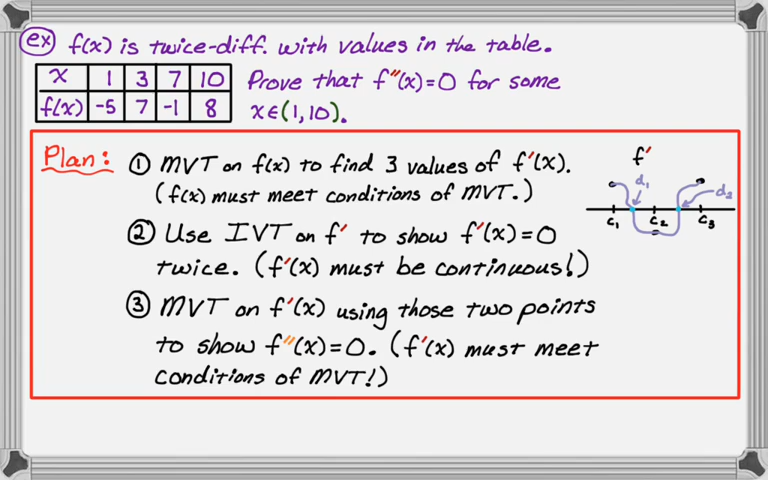 ex f(x) is twice-diff. with values in the table.
x 1 3 7 10
f(x) -5 7 -1 8
Prove that f"(x)=0 for some
x∈(1,10).
Plan:
① MVT on f(x) to find 3 values of f'(x).
(f(x) must meet conditions of MVT.)
② Use IVT on f' to show f'(x)=0
twice. (f'(x) must be continuous!)
③ MVT on f'(x) using those two points
to show f"(x)=0. (f'(x) must meet
conditions of MVT!)
f'
d₁
d₂
c₁ c₂ c₃